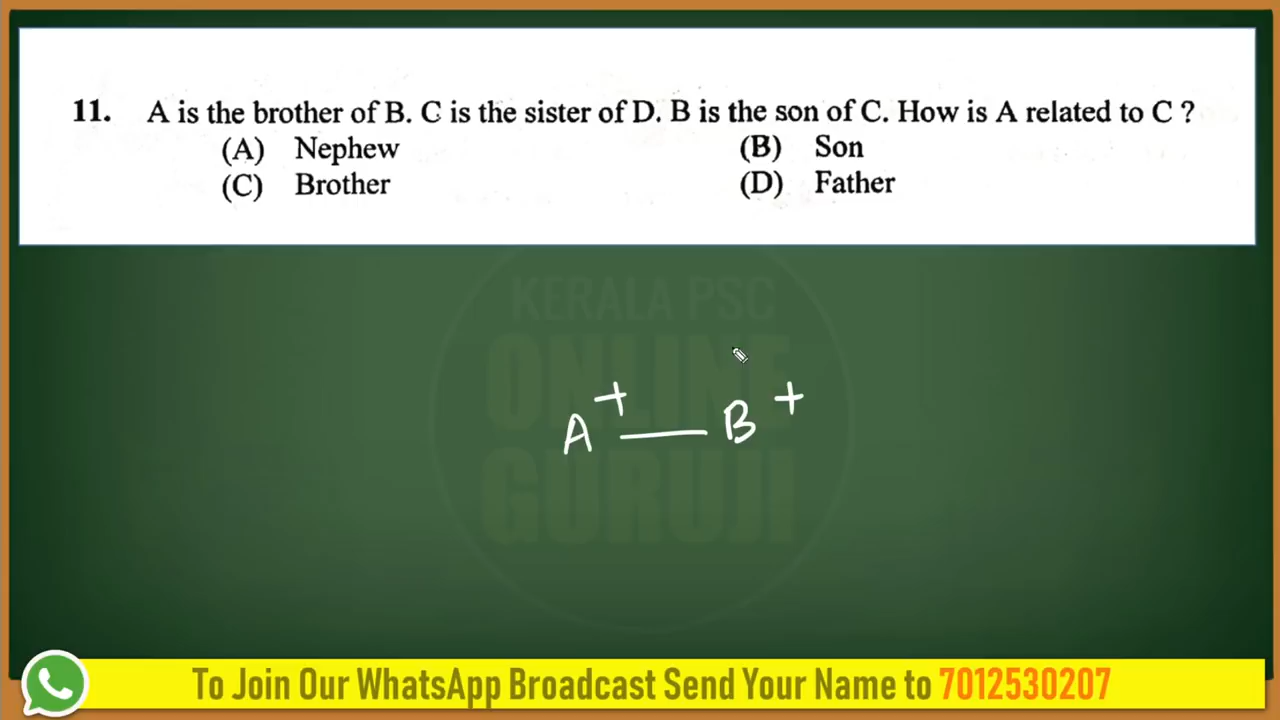 11. A is the brother of B. C is the sister of D. B is the son of C. How is A related to C ?
(A) Nephew (B) Son
(C) Brother (D) Father
KERALA PSC
ONLINE
GURUJI
A + B +
To Join Our WhatsApp Broadcast Send Your Name to 7012530207